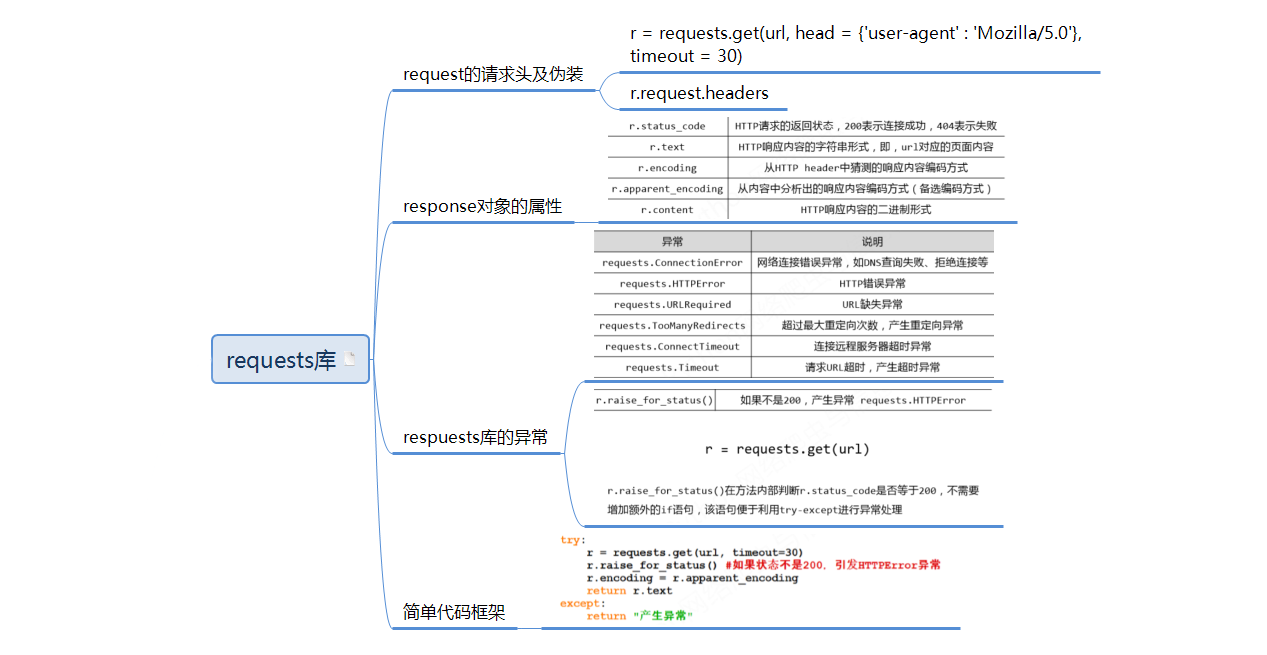 r = requests.get(url, head = {'user-agent' : 'Mozilla/5.0'},
timeout = 30)
request的请求头及伪装
r.request.headers
r.status_code HTTP请求的返回状态，200表示连接成功，404表示失败
r.text HTTP响应内容的字符串形式，即，url对应的页面内容
r.encoding 从HTTP header中猜测的响应内容编码方式
r.apparent_encoding 从内容中分析出的响应内容编码方式（备选编码方式）
r.content HTTP响应内容的二进制形式
response对象的属性
异常 说明
requests.ConnectionError 网络连接错误异常，如DNS查询失败、拒绝连接等
requests.HTTPError HTTP错误异常
requests.URLRequired URL缺失异常
requests.TooManyRedirects 超过最大重定向次数，产生重定向异常
requests.ConnectTimeout 连接远程服务器超时异常
requests.Timeout 请求URL超时，产生超时异常
requests库
r.raise_for_status() 如果不是200，产生异常 requests.HTTPError
respuests库的异常
r = requests.get(url)
r.raise_for_status()在方法内部判断r.status_code是否等于200，不需要
增加额外的if语句，该语句便于利用try-except进行异常处理
try:
r = requests.get(url, timeout=30)
r.raise_for_status() #如果状态不是200, 引发HTTPError异常
r.encoding = r.apparent_encoding
return r.text
except:
return "产生异常"
简单代码框架